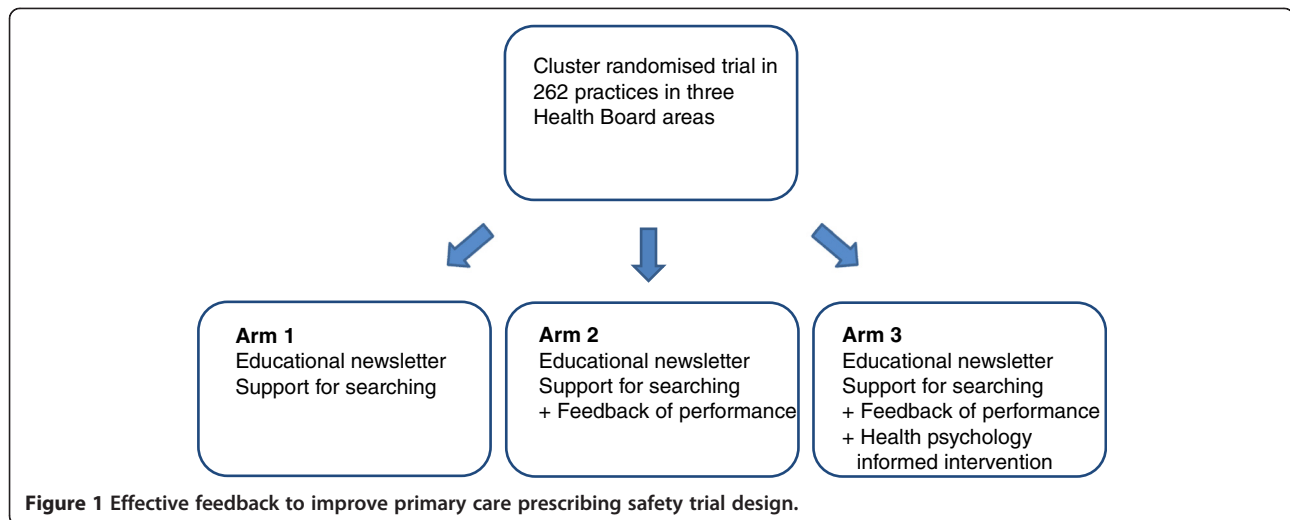 Cluster randomised trial in
262 practices in three
Health Board areas
Arm 1
Educational newsletter
Support for searching
Arm 2
Educational newsletter
Support for searching
+ Feedback of performance
Arm 3
Educational newsletter
Support for searching
+ Feedback of performance
+ Health psychology
informed intervention
Figure 1 Effective feedback to improve primary care prescribing safety trial design.